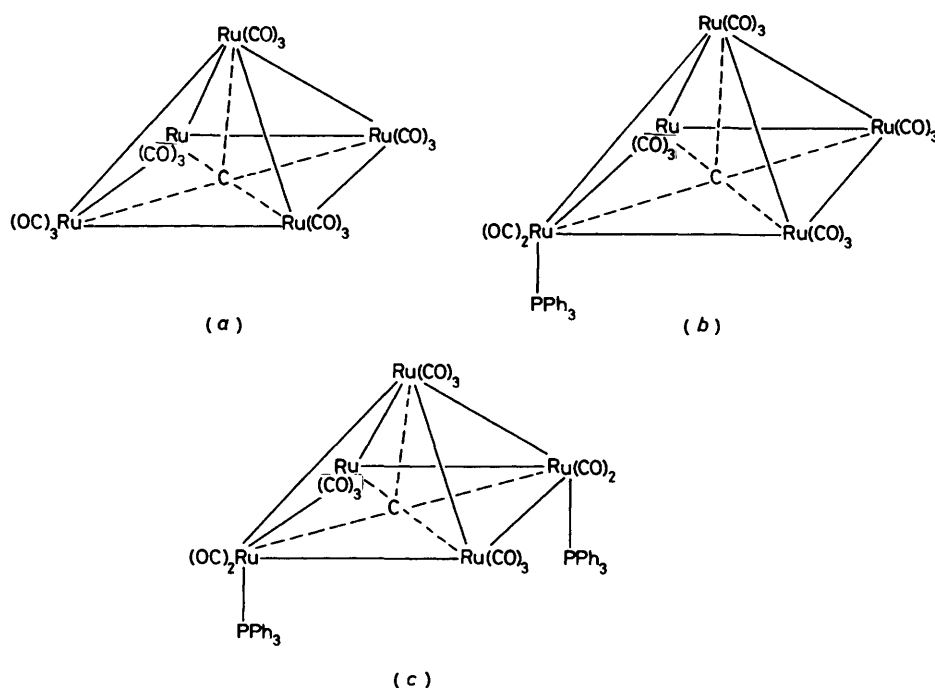 Ru(CO)₃
Ru
(CO)₃
Ru(CO)₃
C
(OC)₃Ru
Ru(CO)₃
(a)
Ru(CO)₃
Ru
(CO)₃
Ru(CO)₃
C
(OC)₂Ru
Ru(CO)₃
PPh₃
(b)
Ru(CO)₃
Ru
(CO)₃
Ru(CO)₂
C
(OC)₂Ru
Ru(CO)₃
PPh₃
PPh₃
(c)